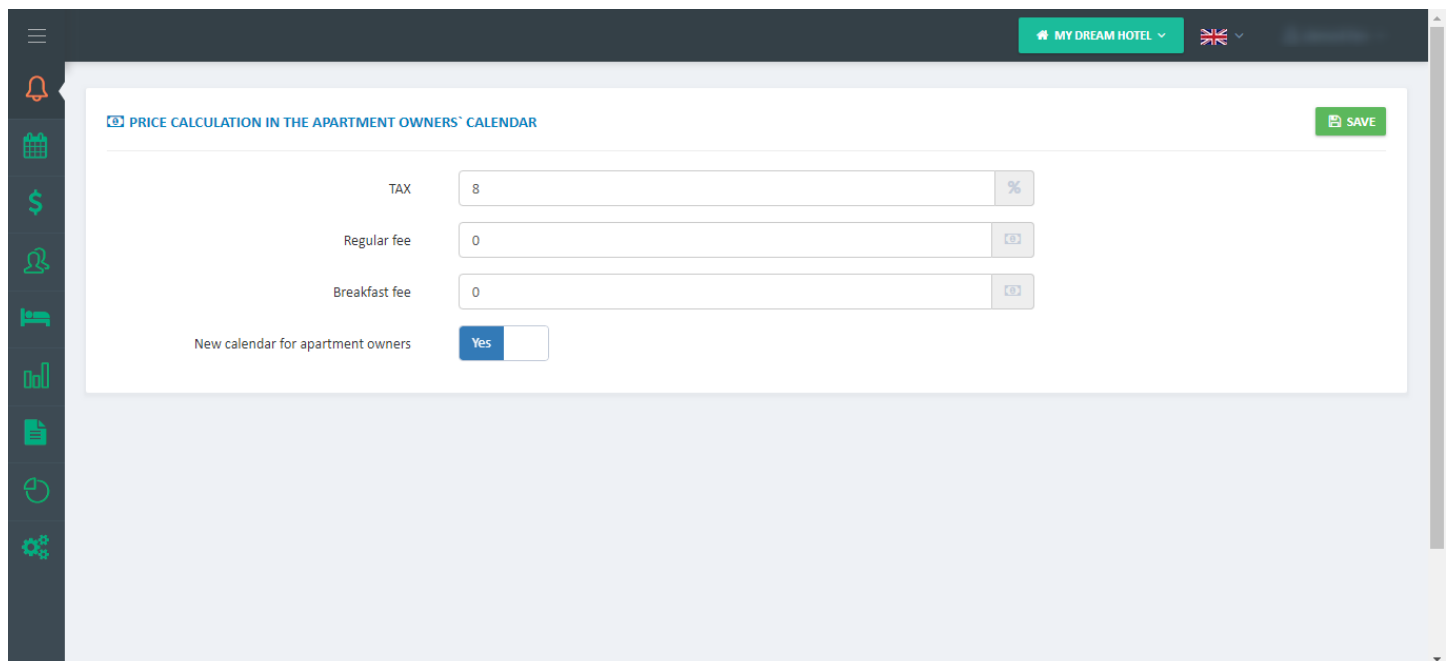 MY DREAM HOTEL
PRICE CALCULATION IN THE APARTMENT OWNERS` CALENDAR
SAVE
TAX
8
%
Regular fee
0
Breakfast fee
0
New calendar for apartment owners
Yes